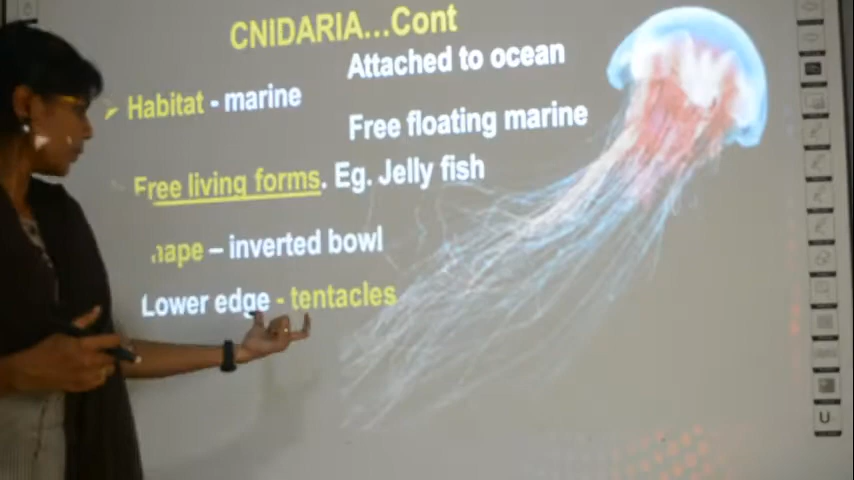 CNIDARIA...Cont
Attached to ocean
Habitat - marine
Free floating marine
Free living forms. Eg. Jelly fish
hape – inverted bowl
Lower edge - tentacles
U